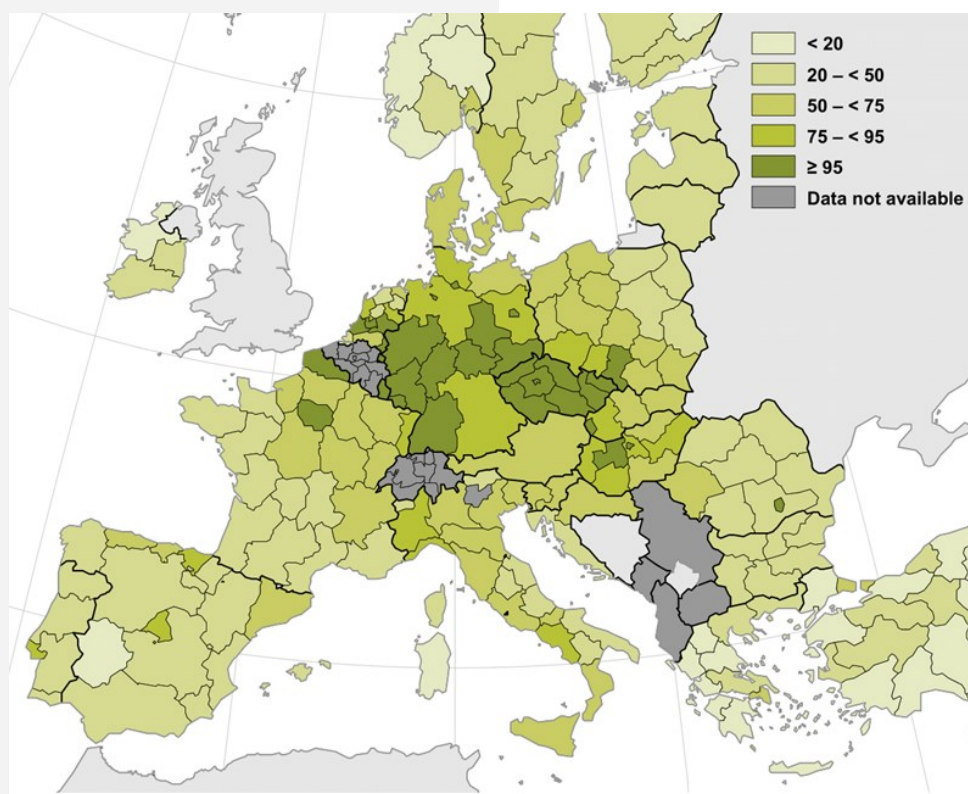 < 20
20 – < 50
50 – < 75
75 – < 95
≥ 95
Data not available